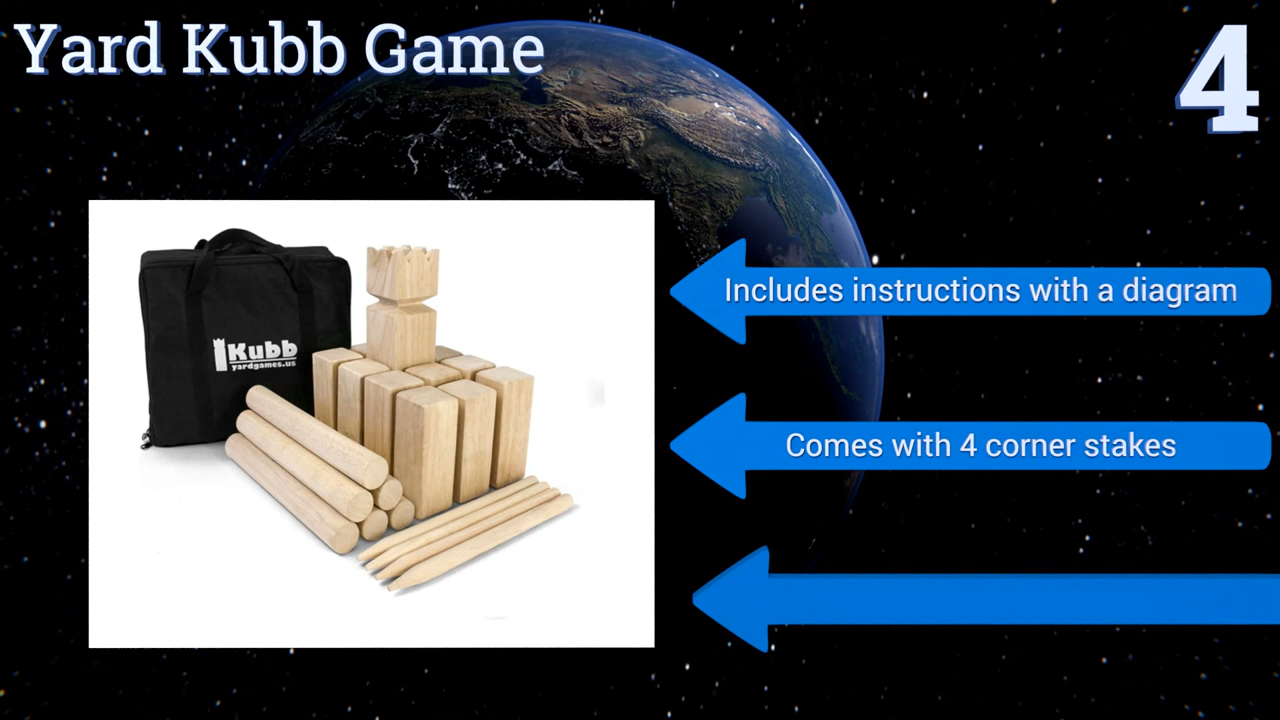 Yard Kubb Game
4
Kubb
yardgames.us
Includes instructions with a diagram
Comes with 4 corner stakes